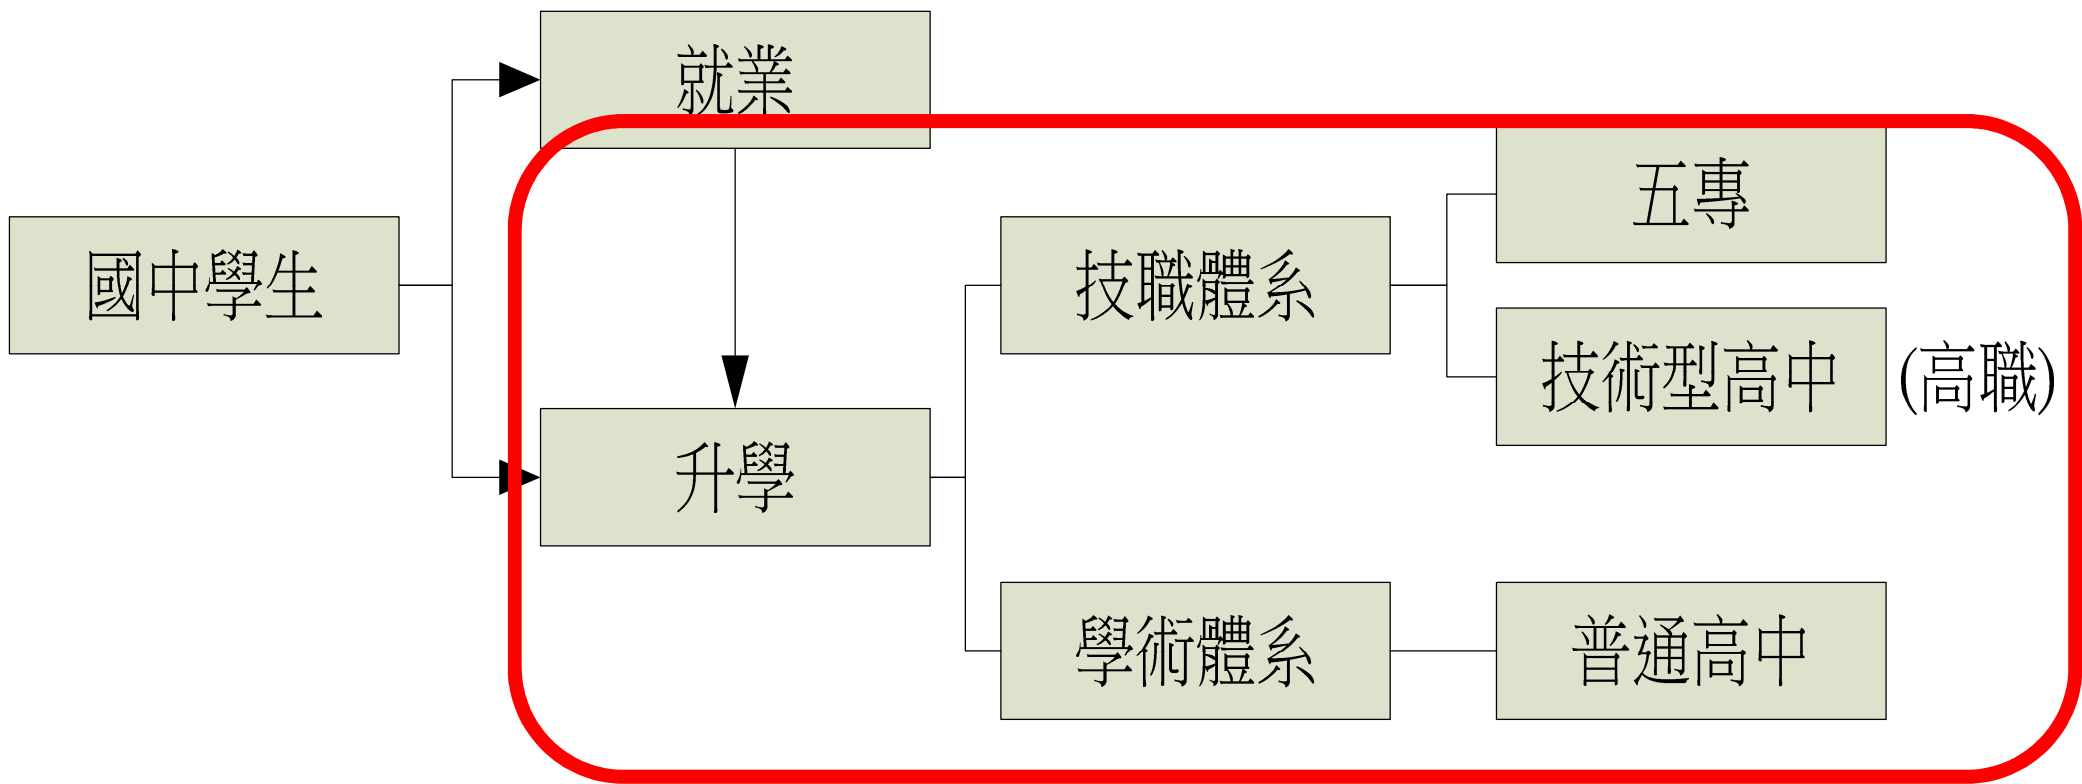 就業
五專
國中學生
技職體系
技術型高中 (高職)
升學
學術體系
普通高中